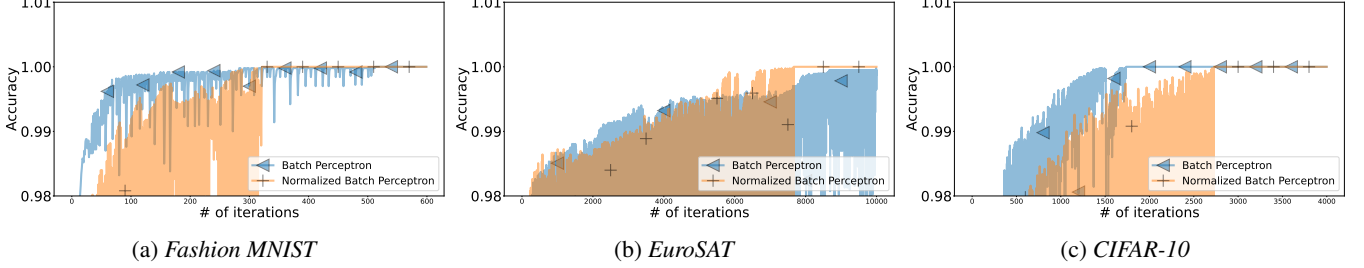 1.01
1.00
0.99
0.98
Accuracy
0 100 200 300 400 500 600
# of iterations
Batch Perceptron
Normalized Batch Perceptron
(a) Fashion MNIST
1.01
1.00
0.99
0.98
Accuracy
0 2000 4000 6000 8000 10000
# of iterations
Batch Perceptron
Normalized Batch Perceptron
(b) EuroSAT
1.01
1.00
0.99
0.98
Accuracy
0 500 1000 1500 2000 2500 3000 3500 4000
# of iterations
Batch Perceptron
Normalized Batch Perceptron
(c) CIFAR-10